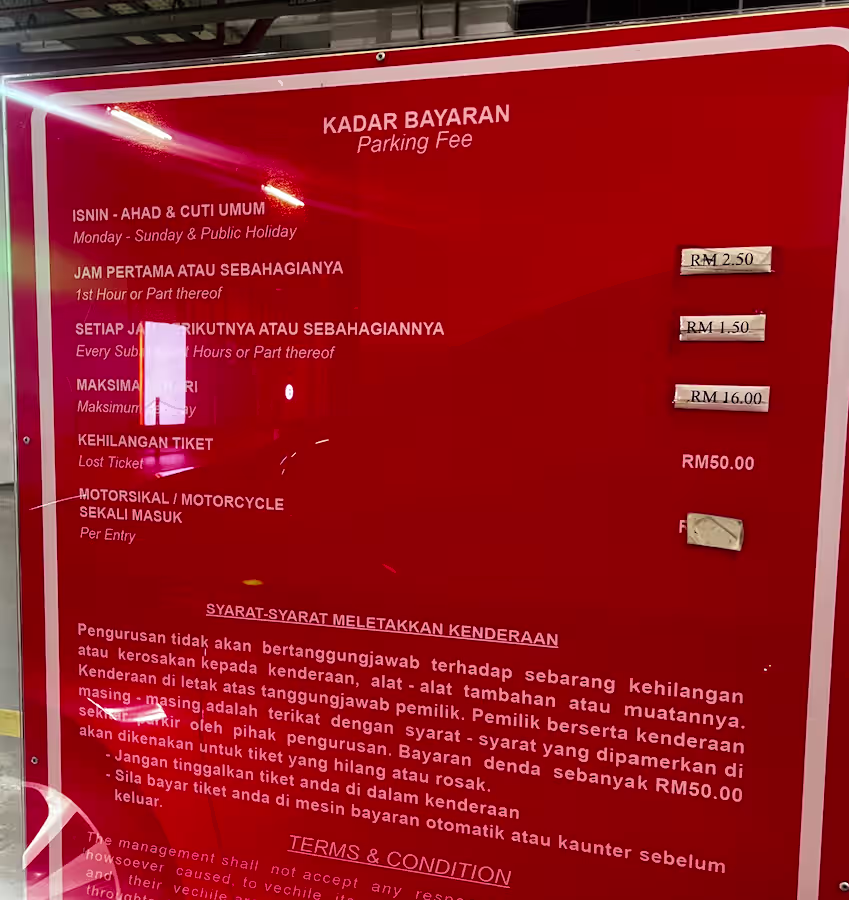 KADAR BAYARAN
Parking Fee
ISNIN - AHAD & CUTI UMUM
Monday - Sunday & Public Holiday
JAM PERTAMA ATAU SEBAHAGIANYA
RM 2.50
1st Hour or Part thereof
SETIAP BERIKUTNYA ATAU SEBAHAGIANNYA
RM 1.50
Every Hours or Part thereof
MAKSIMA
RM 16.00
Maksimum
KEHILANGAN TIKET
Lost Ticket
RM50.00
MOTORSIKAL / MOTORCYCLE
SEKALI MASUK
Per Entry
SYARAT-SYARAT MELETAKKAN KENDERAAN
Pengurusan tidak akan bertanggungjawab terhadap sebarang kehilangan
atau kerosakan kepada kenderaan, alat - alat tambahan atau muatannya.
Kenderaan di letak atas tanggungjawab pemilik. Pemilik berserta kenderaan
masing - masing adalah terikat dengan syarat - syarat yang dipamerkan di
parkir oleh pihak pengurusan. Bayaran denda sebanyak RM50.00
akan dikenakan untuk tiket yang hilang atau rosak.
- Jangan tinggalkan tiket anda di dalam kenderaan
- Sila bayar tiket anda di mesin bayaran otomatik atau kaunter sebelum
keluar.
TERMS & CONDITION
The management shall not accept any
howsoever caused, to vechile
and their vechile